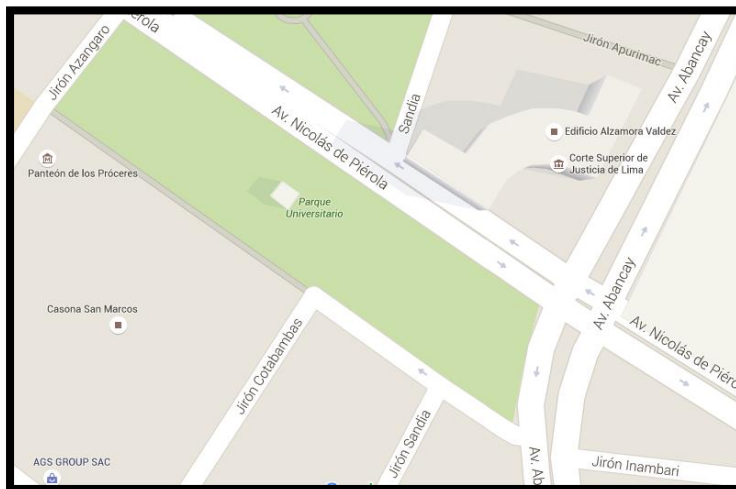 érola
Jirón Azangaro
Jirón Apurimac
Av. Abancay
Sandia
Av. Nicolás de Piérola
Edificio Alzamora Valdez
Corte Superior de
Justicia de Lima
Panteón de los Próceres
Parque
Universitario
Av. Abancay
Casona San Marcos
Av. Nicolás de Piéro
Jirón Cotabambas
Jirón Sandia
Av. Ab
AGS GROUP SAC
Jirón Inambari